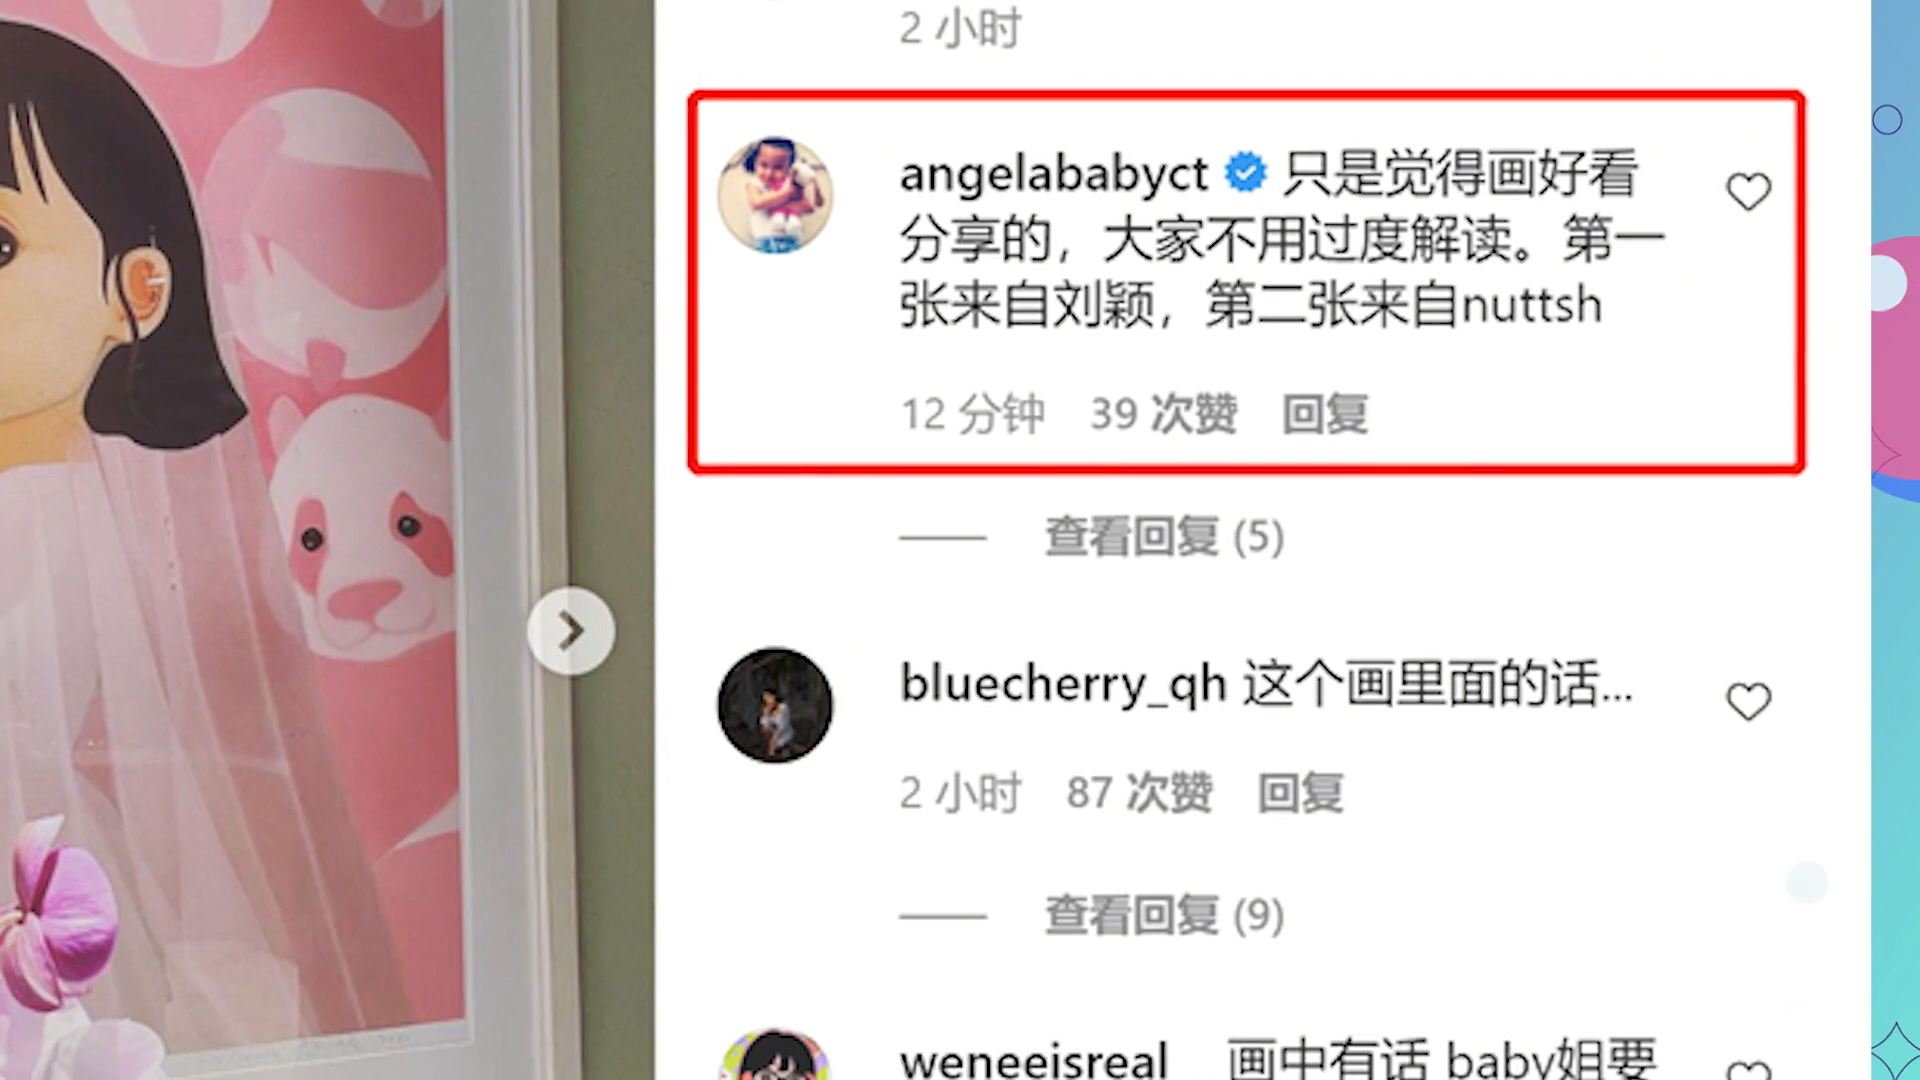 2 小时
angelababyct 只是觉得画好看
分享的，大家不用过度解读。第一
张来自刘颖，第二张来自nuttsh
12 分钟 39 次赞 回复
查看回复 (5)
bluecherry_qh 这个画里面的话...
2 小时 87 次赞 回复
查看回复 (9)
weneeisreal 画中有话 baby姐要